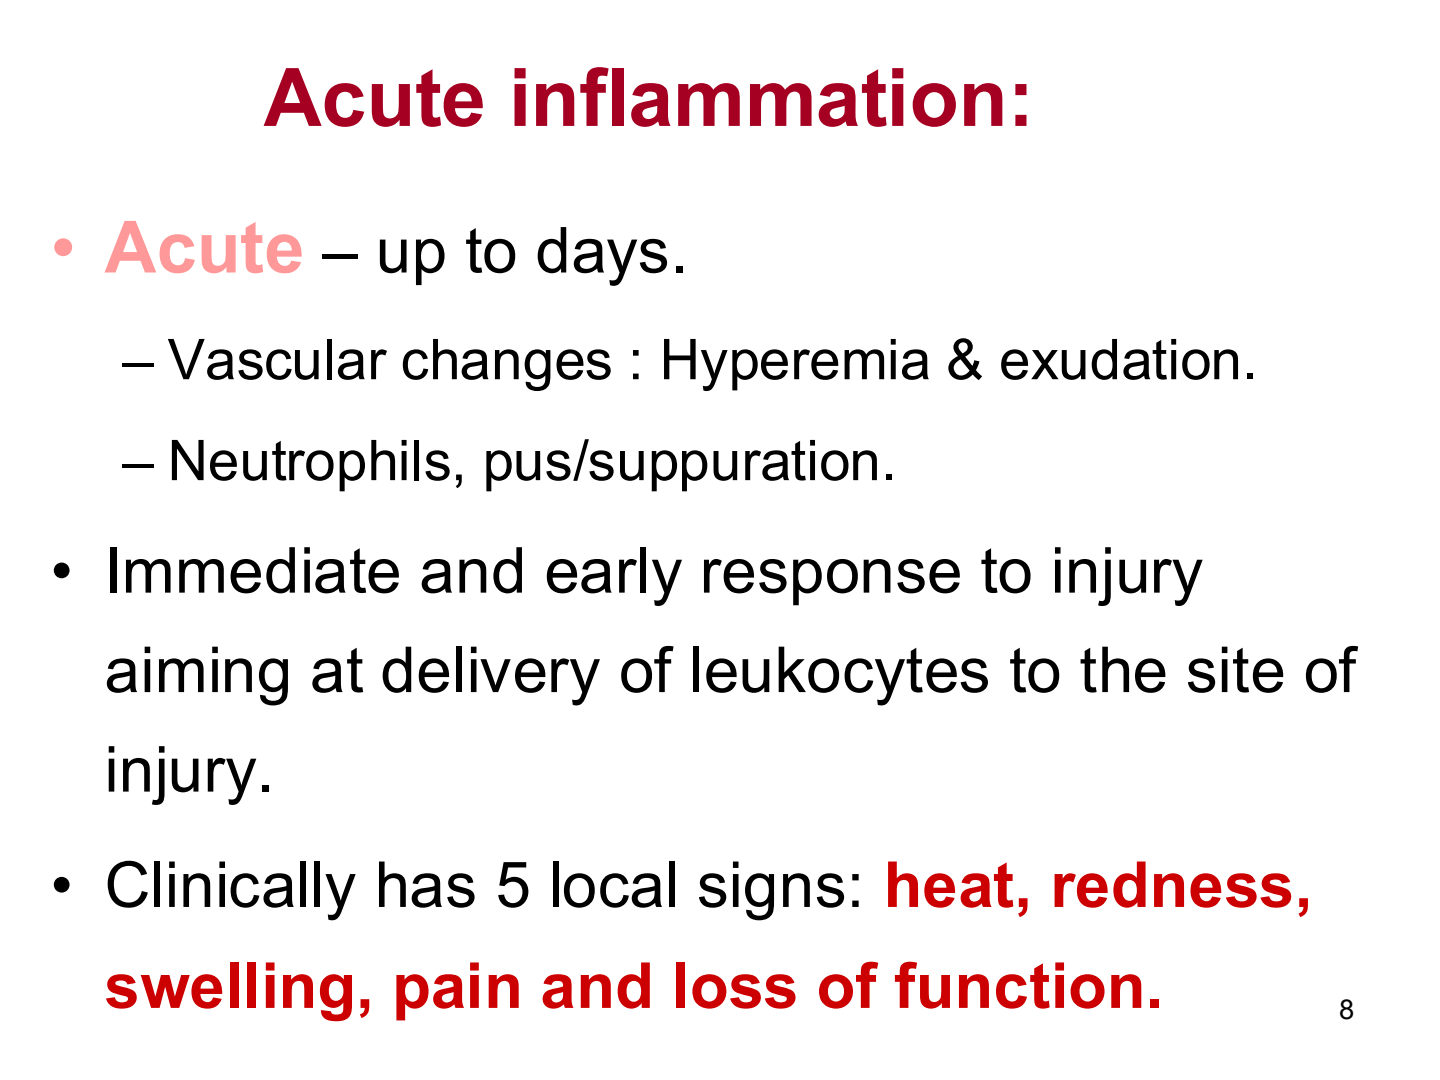 Acute inflammation:
• Acute – up to days.
– Vascular changes : Hyperemia & exudation.
– Neutrophils, pus/suppuration.
• Immediate and early response to injury
aiming at delivery of leukocytes to the site of
injury.
• Clinically has 5 local signs: heat, redness,
swelling, pain and loss of function.
8